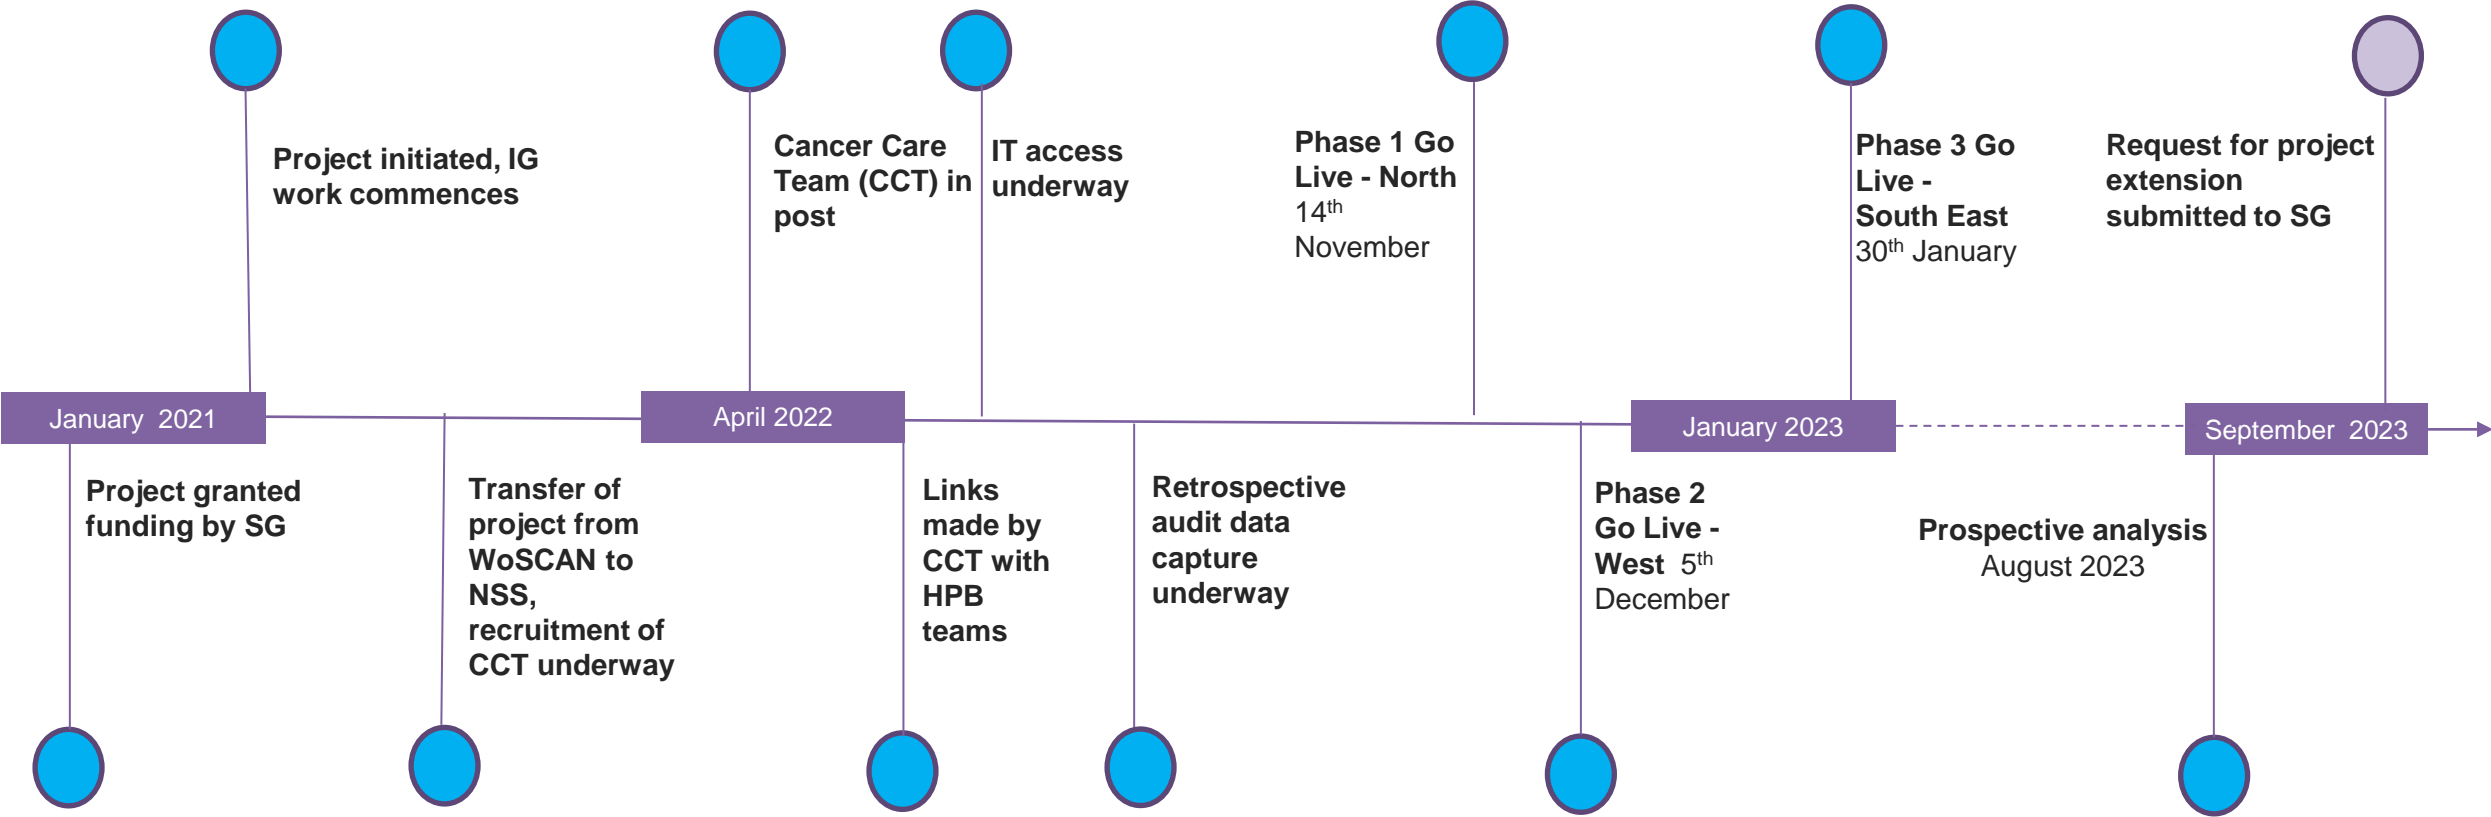 Project initiated, IG
work commences
Cancer Care
Team (CCT) in
post
IT access
underway
Phase 1 Go
Live - North
14th
November
Phase 3 Go
Live -
South East
30th January
Request for project
extension
submitted to SG
January 2021
April 2022
January 2023
September 2023
Project granted
funding by SG
Transfer of
project from
WoSCAN to
NSS,
recruitment of
CCT underway
Links
made by
CCT with
HPB
teams
Retrospective
audit data
capture
underway
Phase 2
Go Live -
West 5th
December
Prospective analysis
August 2023